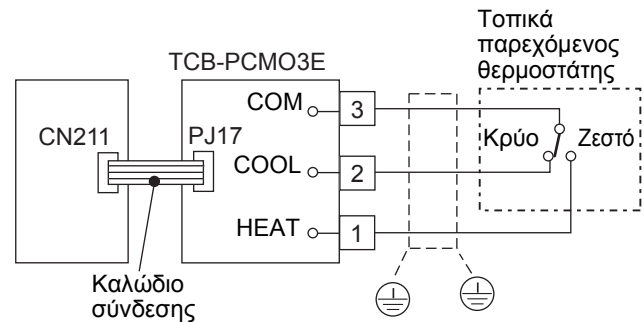 Τοπικά
παρεχόμενος
θερμοστάτης
TCB-PCMO3E
COM
3
CN211
PJ17
Κρύο
Ζεστό
COOL
2
HEAT
1
Καλώδιο
σύνδεσης